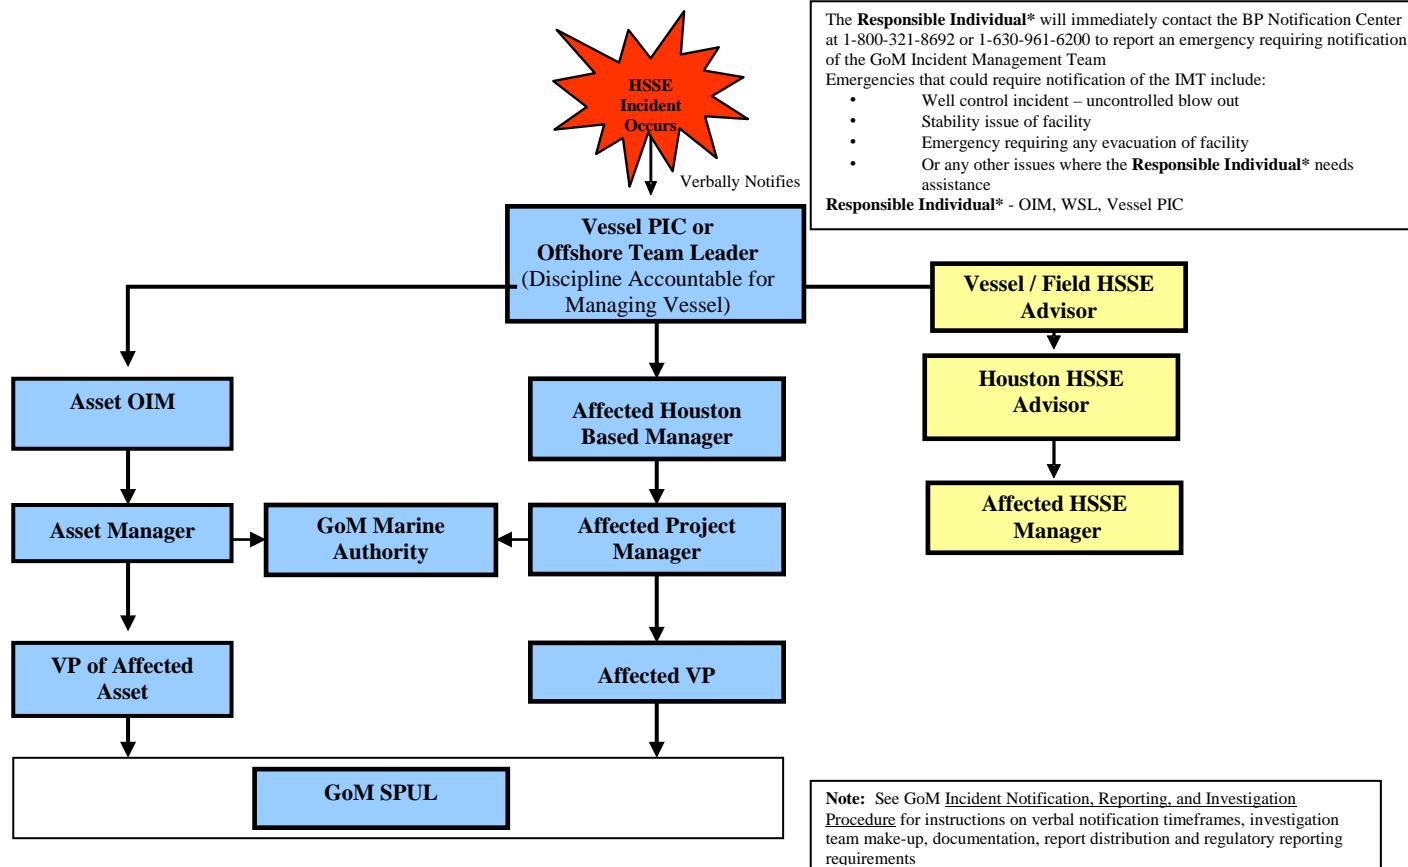 HSSE
Incident
Occurs
Verbally Notifies
The Responsible Individual* will immediately contact the BP Notification Center
at 1-800-321-8692 or 1-630-961-6200 to report an emergency requiring notification
of the GoM Incident Management Team
Emergencies that could require notification of the IMT include:
• Well control incident – uncontrolled blow out
• Stability issue of facility
• Emergency requiring any evacuation of facility
• Or any other issues where the Responsible Individual* needs
assistance
Responsible Individual* - OIM, WSL, Vessel PIC
Vessel PIC or
Offshore Team Leader
(Discipline Accountable for
Managing Vessel)
Vessel / Field HSSE
Advisor
Asset OIM
Affected Houston
Based Manager
Houston HSSE
Advisor
Asset Manager
GoM Marine
Authority
Affected Project
Manager
Affected HSSE
Manager
VP of Affected
Asset
Affected VP
GoM SPUL
Note: See GoM Incident Notification, Reporting, and Investigation
Procedure for instructions on verbal notification timeframes, investigation
team make-up, documentation, report distribution and regulatory reporting
requirements